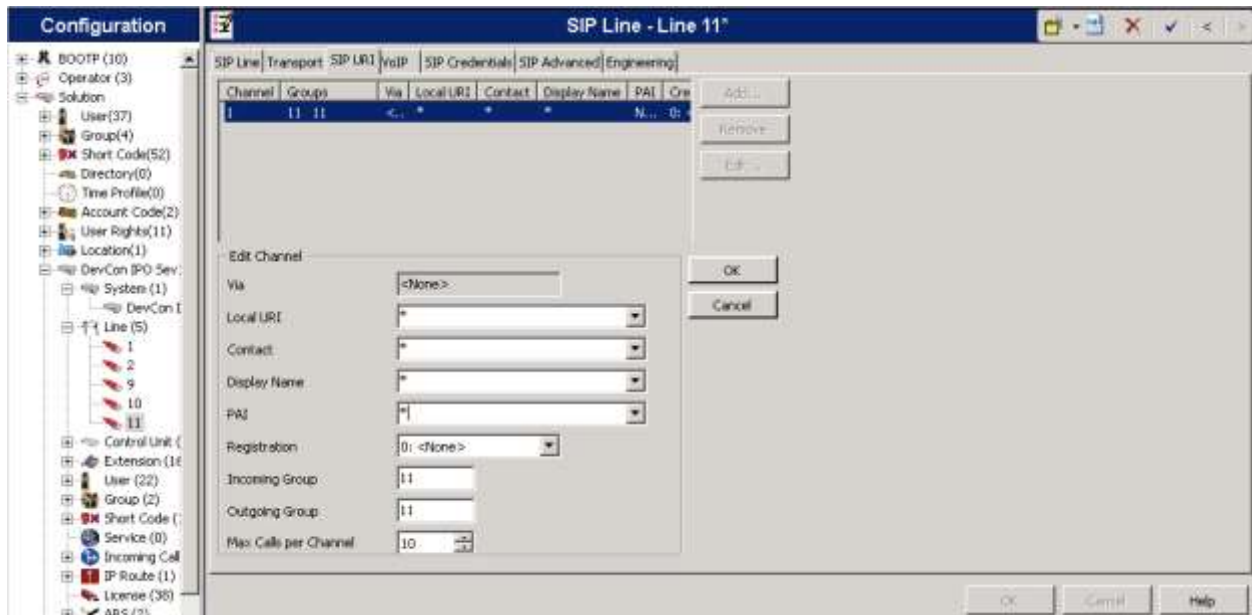 Configuration
SIP Line - Line 11*
BOOTP (10)
Operator (3)
Solution
User(37)
Group(4)
Short Code(52)
Directory(0)
Time Profile(0)
Account Code(2)
User Rights(11)
Location(1)
DevCon IPO Sev
System (1)
DevCon I
Line (5)
1
2
9
10
11
Control Unit (
Extension (16
User (22)
Group (2)
Short Code (
Service (0)
Incoming Call
IP Route (1)
License (38)
ARS (2)
SIP Line Transport SIP URI VoIP SIP Credentials SIP Advanced Engineering
Channel Groups Via Local URI Contact Display Name PAI Cre
1 11 11 <.. * * * N... 0: <
Add...
Remove
Edit...
Edit Channel
Via <None>
Local URI *
Contact *
Display Name *
PAI *
Registration 0: <None>
Incoming Group 11
Outgoing Group 11
Max Calls per Channel 10
OK
Cancel
OK Cancel Help